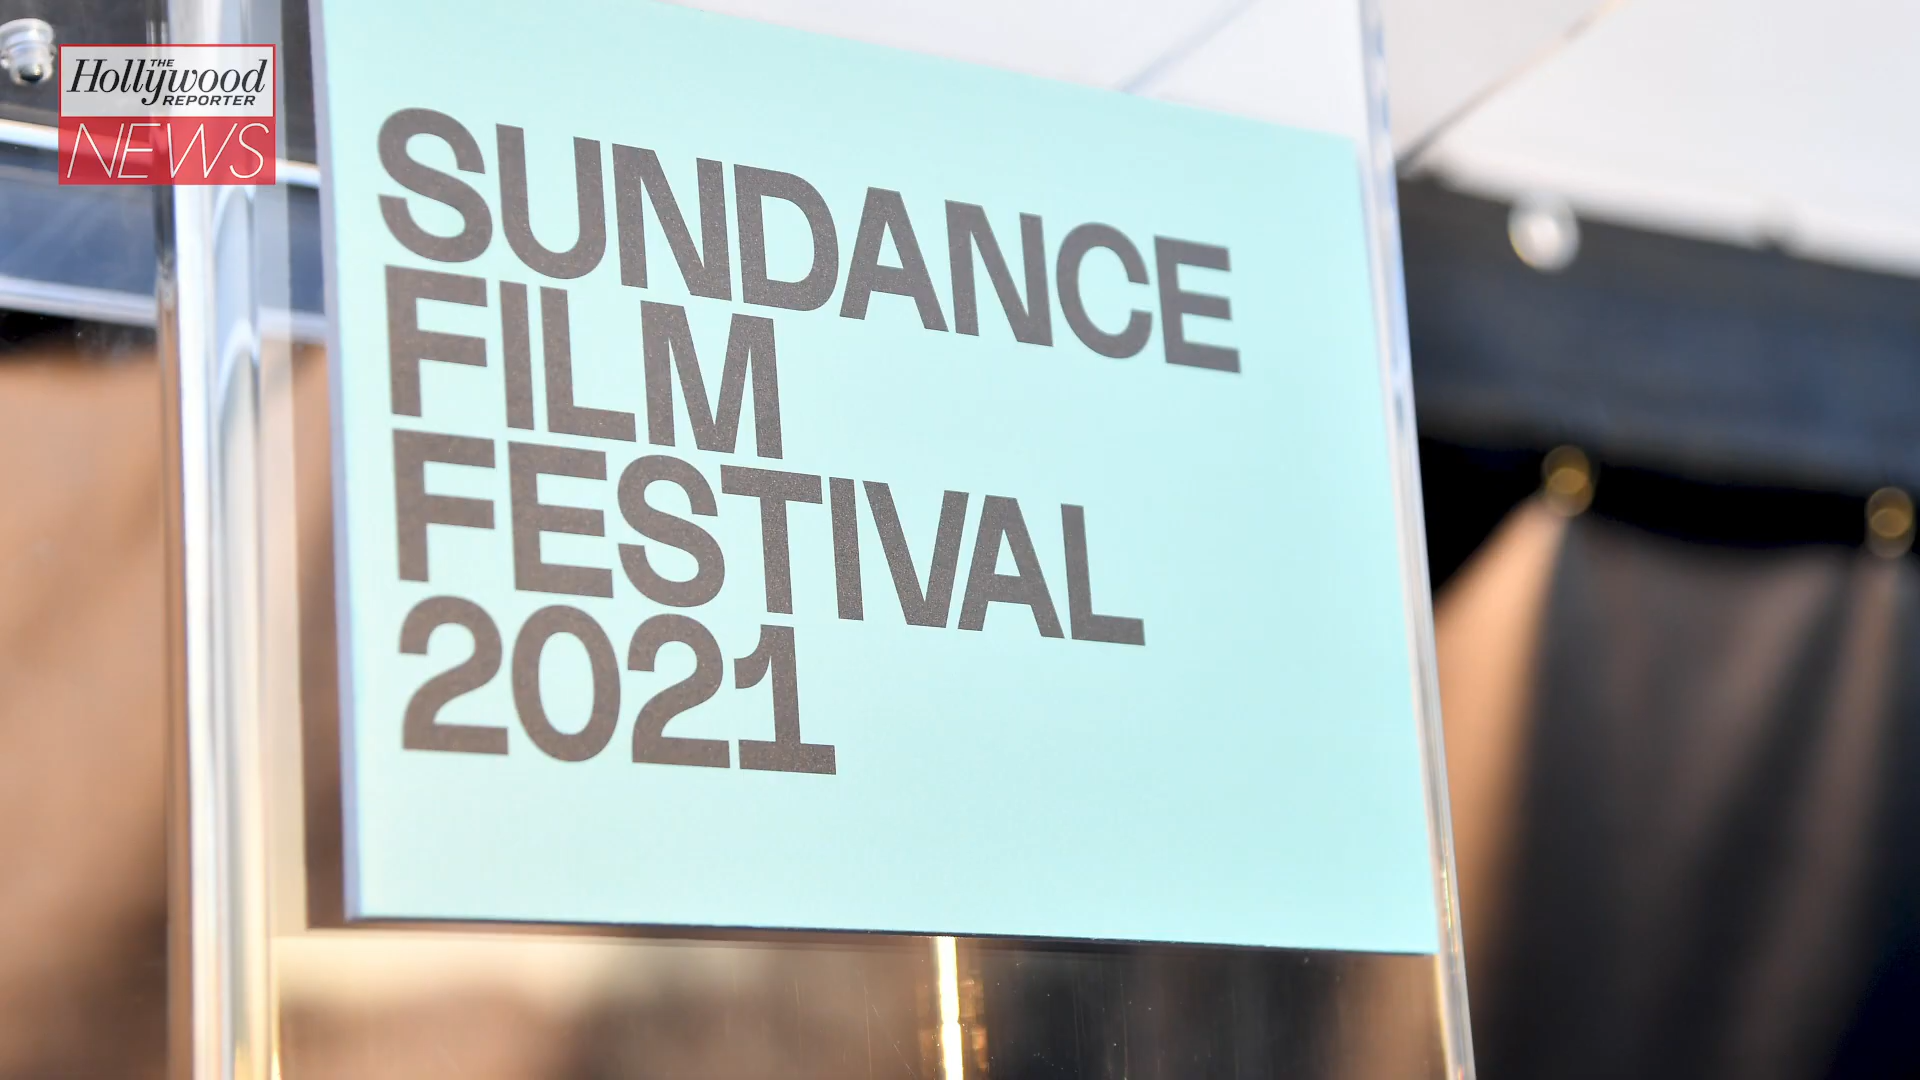 THE
Hollywood
REPORTER
NEWS
SUNDANCE
FILM
FESTIVAL
2021